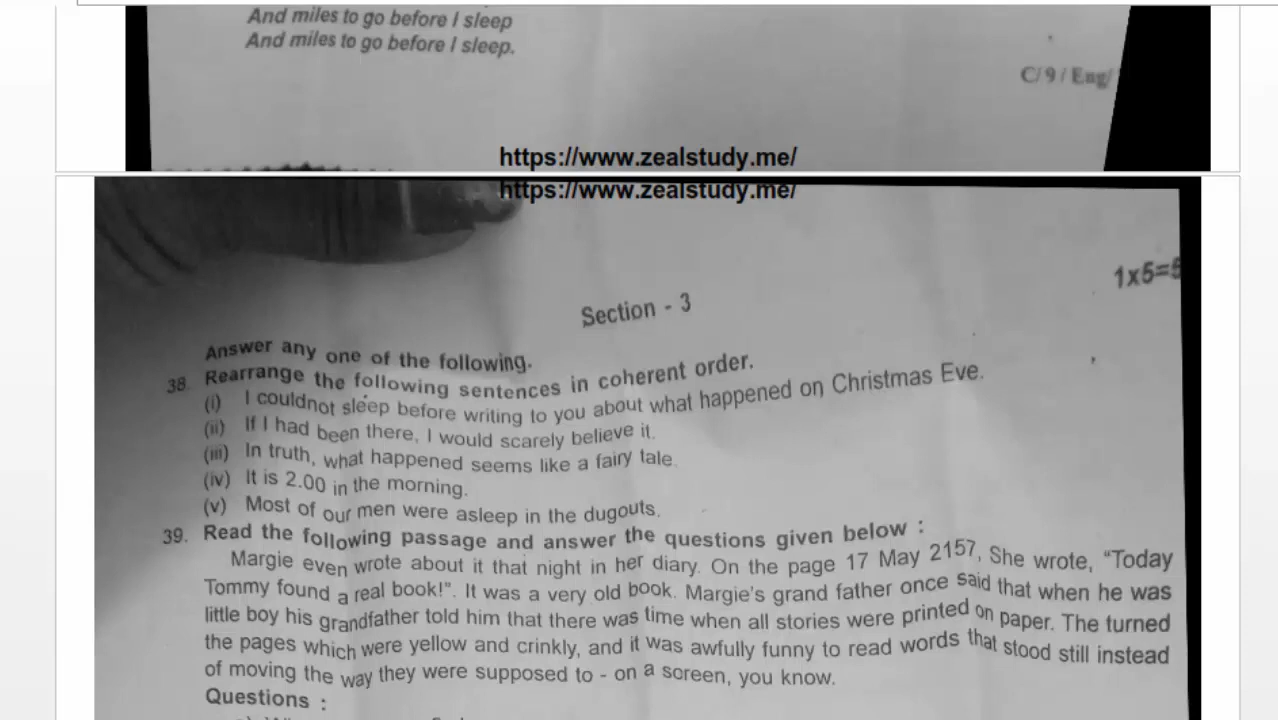 And miles to go before I sleep
And miles to go before I sleep.
C/9/Eng/
https://www.zealstudy.me/
https://www.zealstudy.me/
1x5=5
Section - 3
Answer any one of the following.
38. Rearrange the following sentences in coherent order.
(i) I couldnot sleep before writing to you about what happened on Christmas Eve.
(ii) If I had been there, I would scarely believe it.
(iii) In truth, what happened seems like a fairy tale.
(iv) It is 2.00 in the morning.
(v) Most of our men were asleep in the dugouts.
39. Read the following passage and answer the questions given below :
Margie even wrote about it that night in her diary. On the page 17 May 2157, She wrote, “Today
Tommy found a real book!”. It was a very old book. Margie's grand father once said that when he was
little boy his grandfather told him that there was time when all stories were printed on paper. The turned
the pages which were yellow and crinkly, and it was awfully funny to read words that stood still instead
of moving the way they were supposed to - on a screen, you know.
Questions :